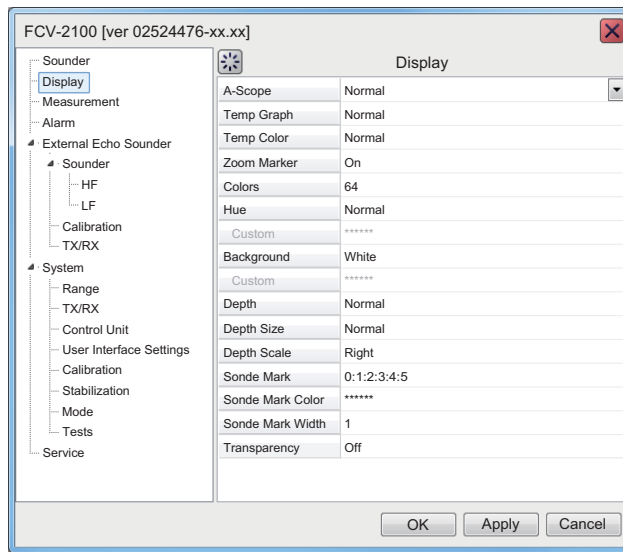 FCV-2100 [ver 02524476-xx.xx]
Sounder
Display
Measurement
Alarm
External Echo Sounder
Sounder
HF
LF
Calibration
TX/RX
System
Range
TX/RX
Control Unit
User Interface Settings
Calibration
Stabilization
Mode
Tests
Service
Display
A-Scope Normal
Temp Graph Normal
Temp Color Normal
Zoom Marker On
Colors 64
Hue Normal
Custom ******
Background White
Custom ******
Depth Normal
Depth Size Normal
Depth Scale Right
Sonde Mark 0:1:2:3:4:5
Sonde Mark Color ******
Sonde Mark Width 1
Transparency Off
OK Apply Cancel